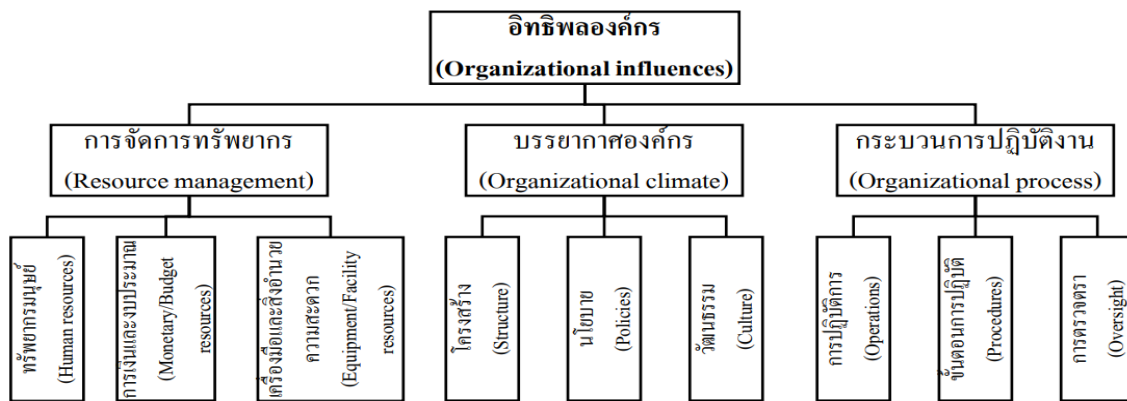 อิทธิพลองค์กร
(Organizational influences)
การจัดการทรัพยากร
(Resource management)
บรรยากาศองค์กร
(Organizational climate)
กระบวนการปฏิบัติงาน
(Organizational process)
ทรัพยากรมนุษย์
(Human resources)
การเงินและงบประมาณ
(Monetary/Budget
resources)
เครื่องมือและสิ่งอำนวย
ความสะดวก
(Equipment/Facility
resources)
โครงสร้าง
(Structure)
นโยบาย
(Policies)
วัฒนธรรม
(Culture)
การปฏิบัติการ
(Operations)
ขั้นตอนการปฏิบัติ
(Procedures)
การตรวจตรา
(Oversight)